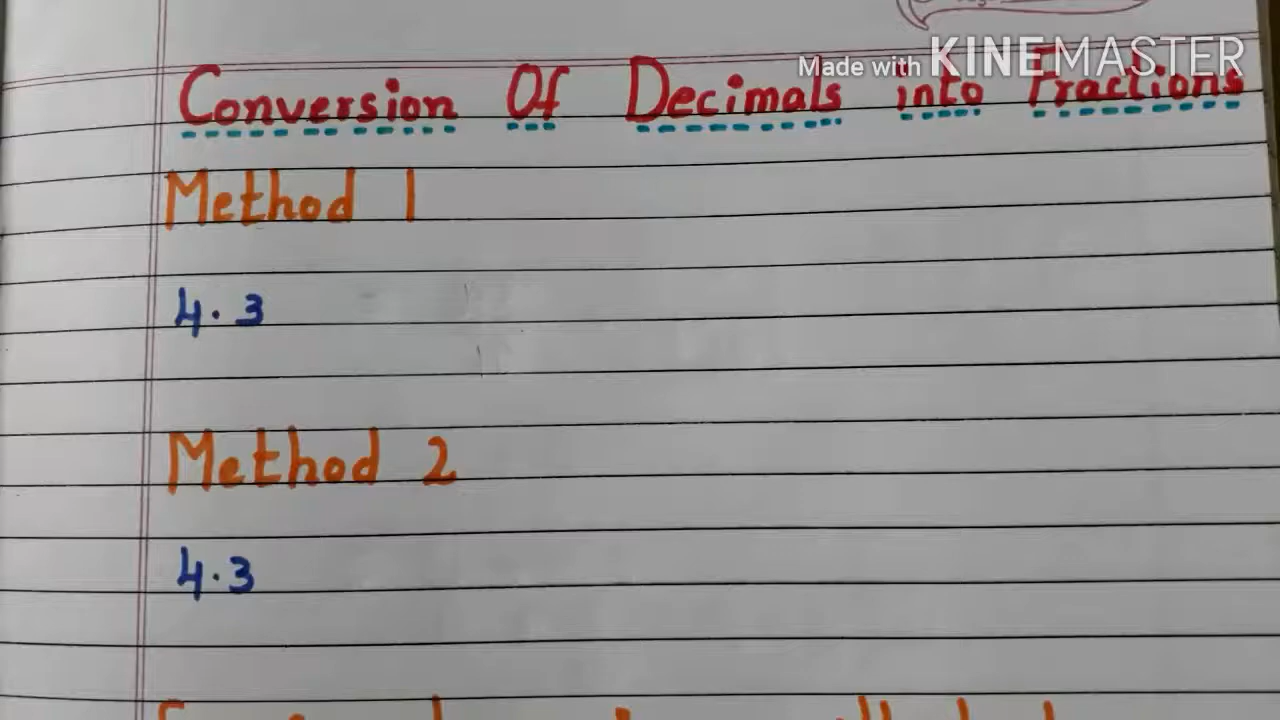 Made with KINEMASTER
Conversion Of Decimals into Fractions
Method 1
4.3
Method 2
4.3